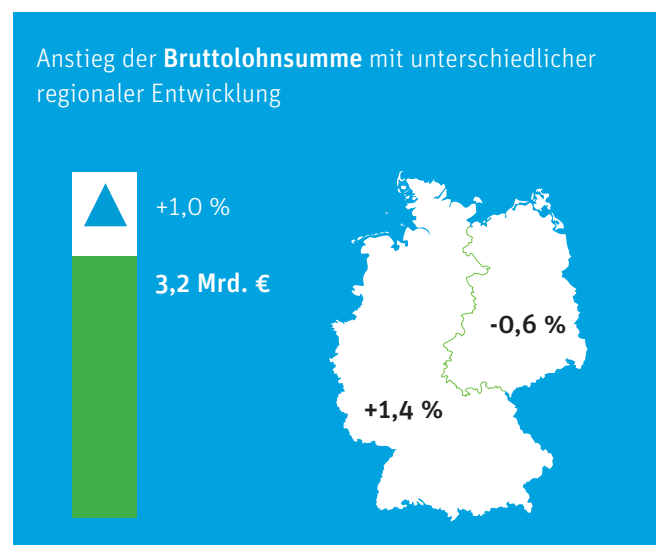 Anstieg der Bruttolohnsumme mit unterschiedlicher
regionaler Entwicklung
+1,0 %
3,2 Mrd. €
-0,6 %
+1,4 %